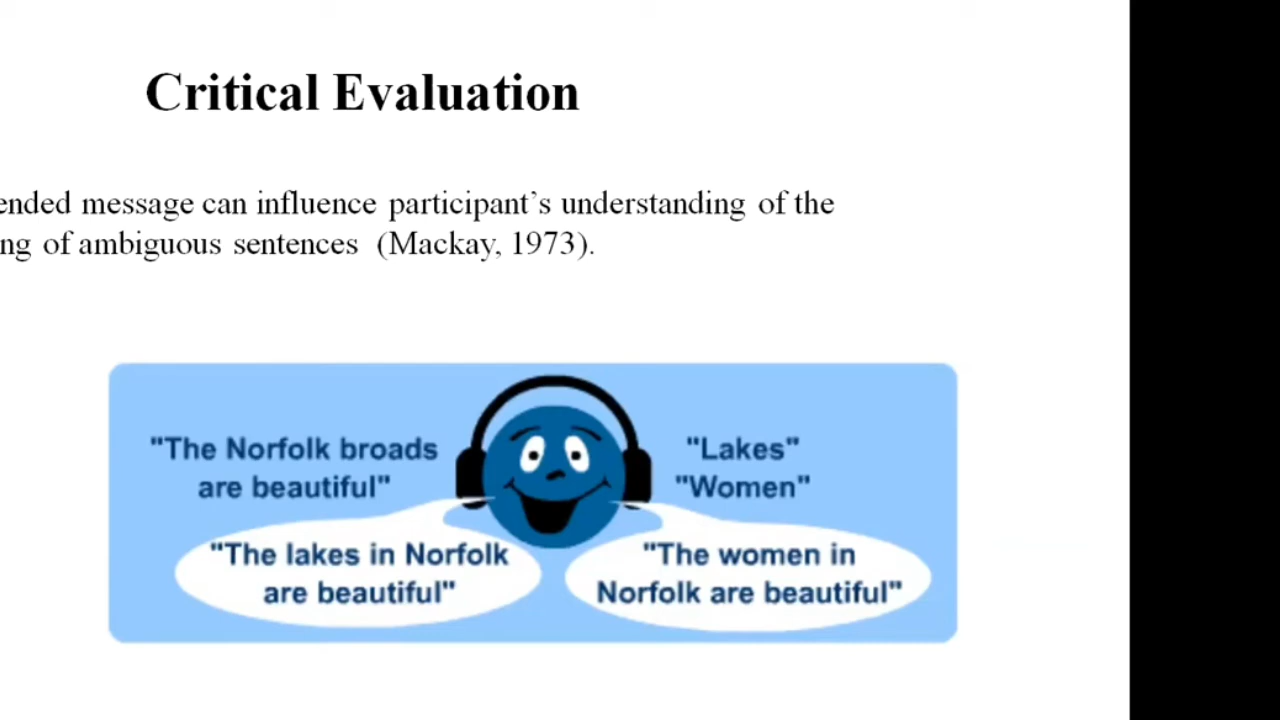 Critical Evaluation
ended message can influence participant’s understanding of the
ng of ambiguous sentences (Mackay, 1973).
"The Norfolk broads
are beautiful"
"Lakes"
"Women"
"The lakes in Norfolk
are beautiful"
"The women in
Norfolk are beautiful"